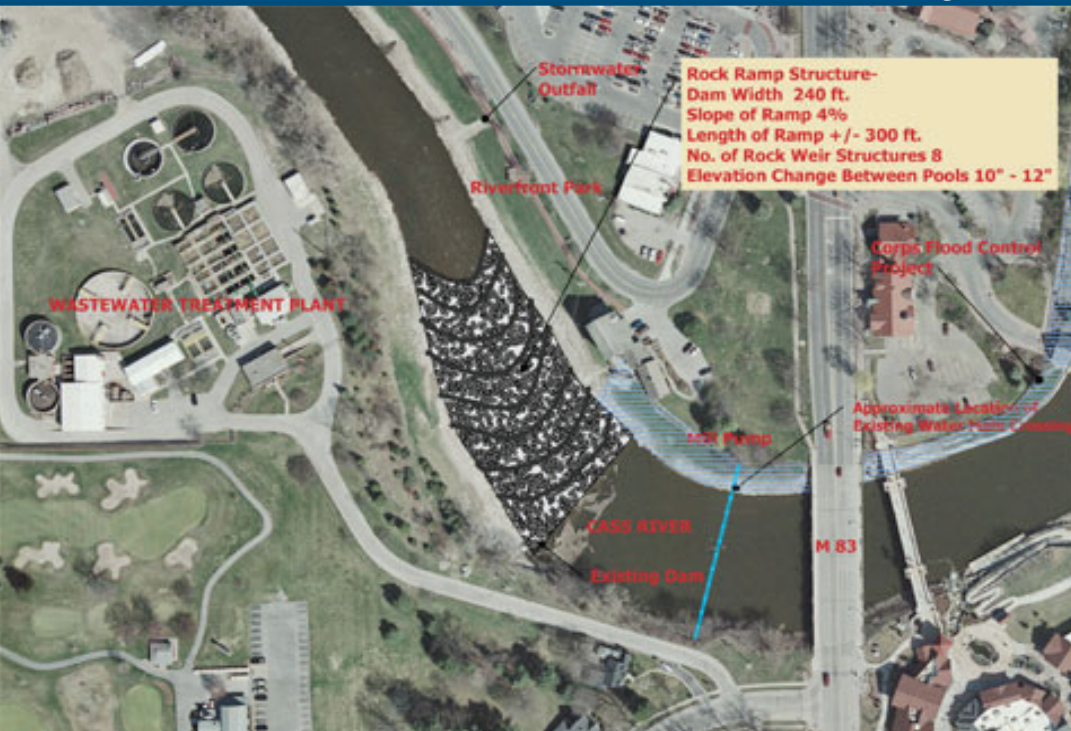 Stormwater
Outfall
Rock Ramp Structure-
Dam Width 240 ft.
Slope of Ramp 4%
Length of Ramp +/- 300 ft.
No. of Rock Weir Structures 8
Elevation Change Between Pools 10" - 12"
Riverfront Park
Corps Flood Control
Project
WASTEWATER TREATMENT PLANT
Approximate Location of
Existing Water Main Crossing
Mill Pump
CASS RIVER
M 83
Existing Dam